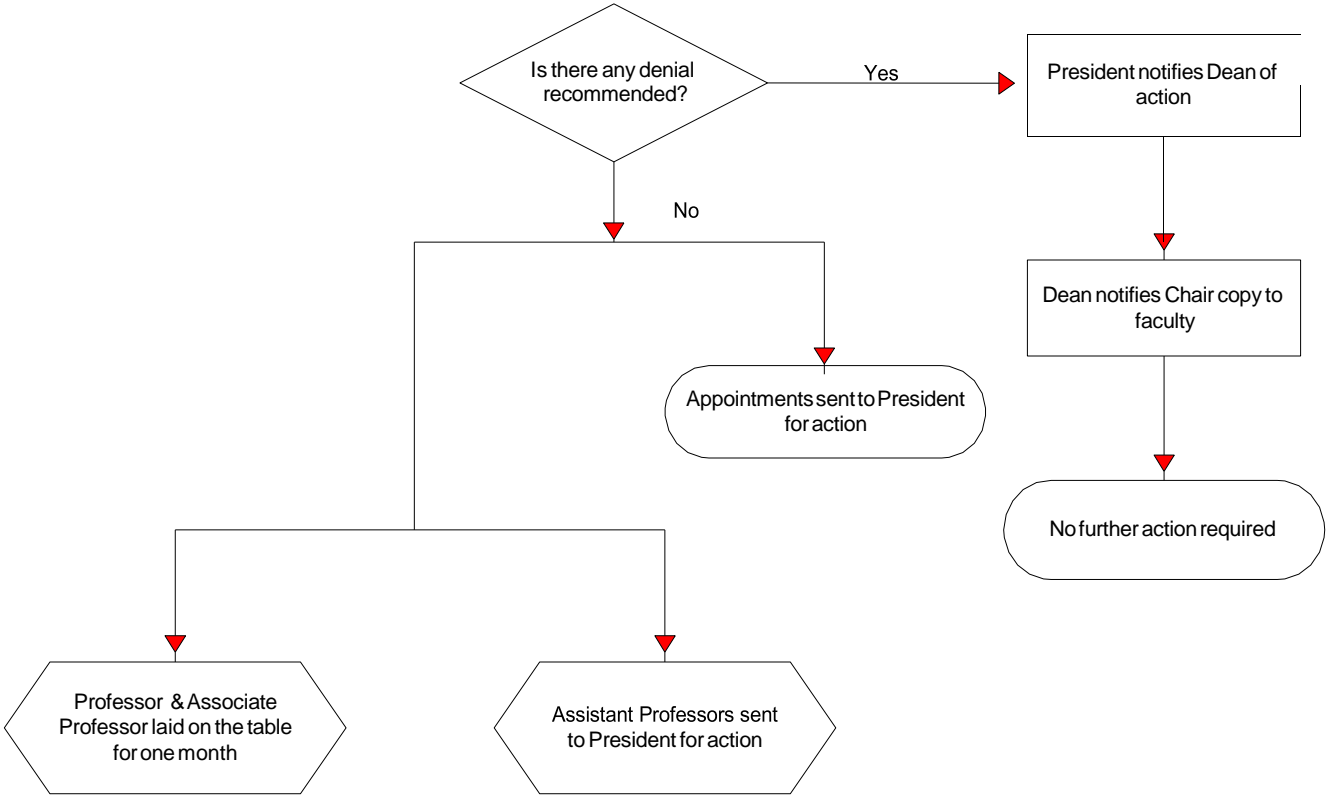 Is there any denial
recommended?
Yes
President notifies Dean of
action
No
Dean notifies Chair copy to
faculty
Appointments sent to President
for action
No further action required
Professor & Associate
Professor laid on the table
for one month
Assistant Professors sent
to President for action